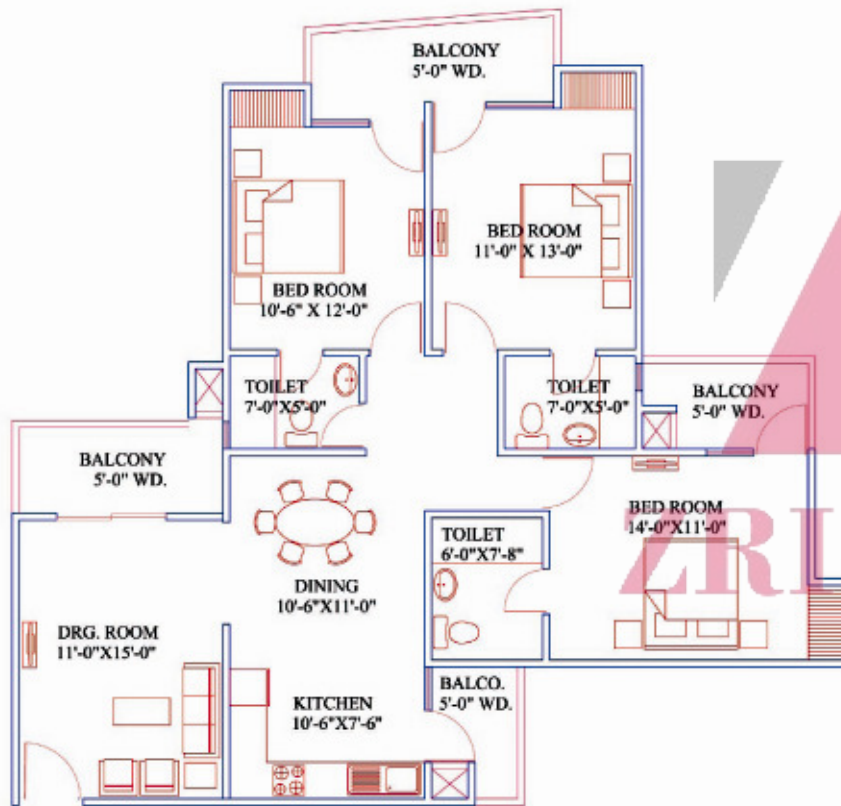 BALCONY
5'-0" WD.
BED ROOM
11'-0" X 13'-0"
BED ROOM
10'-6" X 12'-0"
TOILET
7'-0"X5'-0"
TOILET
7'-0"X5'-0"
BALCONY
5'-0" WD.
BALCONY
5'-0" WD.
BED ROOM
14'-0"X11'-0"
ZRI
TOILET
6'-0"X7'-8"
DINING
10'-6"X11'-0"
DRG. ROOM
11'-0"X15'-0"
BALCO.
5'-0" WD.
KITCHEN
10'-6"X7'-6"